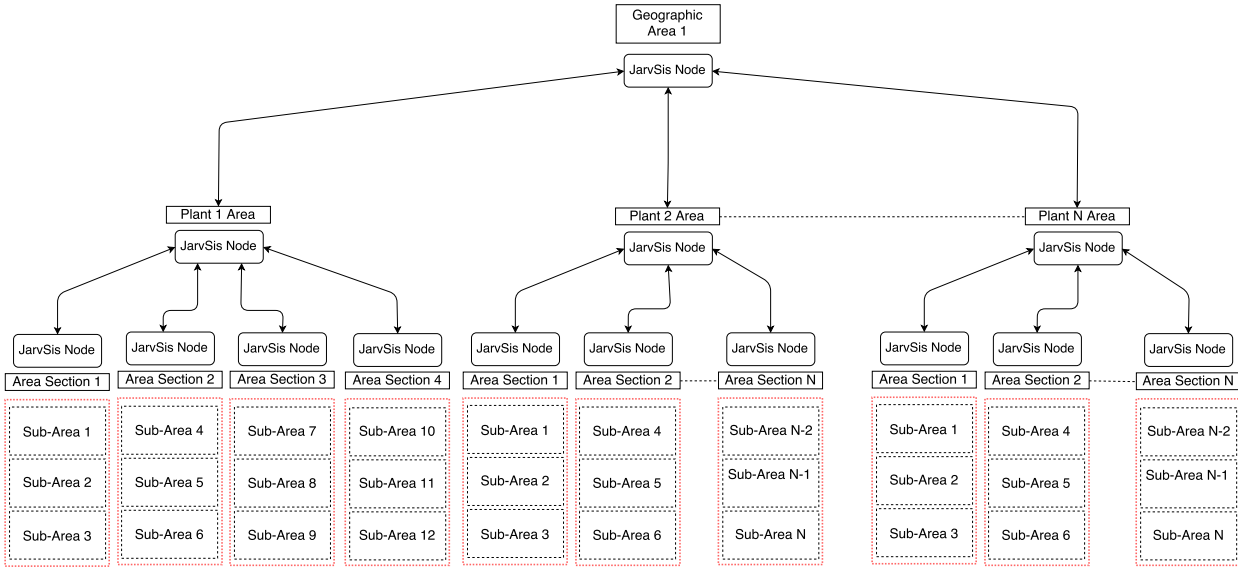 Geographic
Area 1
JarvSis Node
Plant 1 Area
Plant 2 Area
Plant N Area
JarvSis Node
JarvSis Node
JarvSis Node
JarvSis Node
JarvSis Node
JarvSis Node
JarvSis Node
JarvSis Node
JarvSis Node
JarvSis Node
JarvSis Node
JarvSis Node
JarvSis Node
Area Section 1
Area Section 2
Area Section 3
Area Section 4
Area Section 1
Area Section 2
Area Section N
Area Section 1
Area Section 2
Area Section N
Sub-Area 1
Sub-Area 4
Sub-Area 7
Sub-Area 10
Sub-Area 1
Sub-Area 4
Sub-Area N-2
Sub-Area 1
Sub-Area 4
Sub-Area N-2
Sub-Area 2
Sub-Area 5
Sub-Area 8
Sub-Area 11
Sub-Area 2
Sub-Area 5
Sub-Area N-1
Sub-Area 2
Sub-Area 5
Sub-Area N-1
Sub-Area 3
Sub-Area 6
Sub-Area 9
Sub-Area 12
Sub-Area 3
Sub-Area 6
Sub-Area N
Sub-Area 3
Sub-Area 6
Sub-Area N